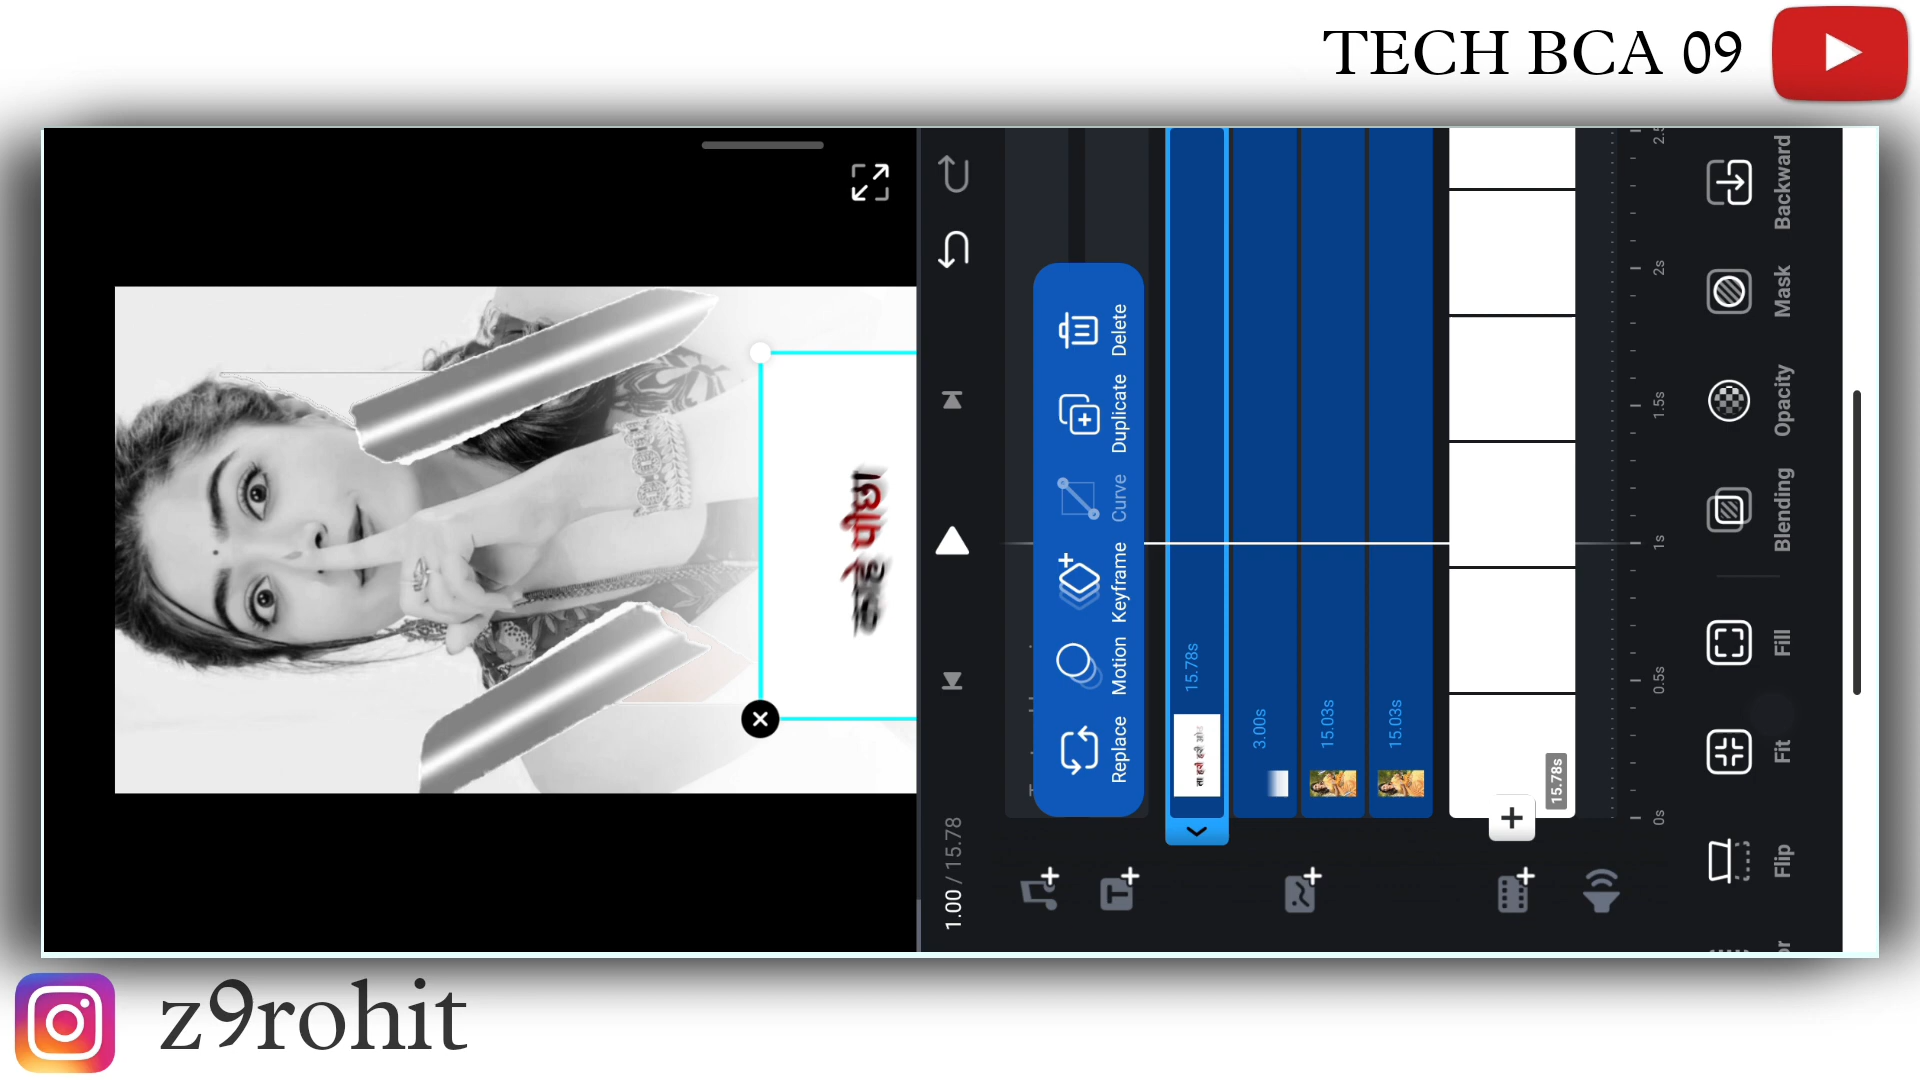 TECH BCA 09
काहे पीछा
1.00 / 15.78
Replace
Motion
Keyframe
Curve
Duplicate
Delete
15.78s
3.00s
15.03s
15.03s
15.78s
0s
0.5s
1s
1.5s
2s
Flip
Fit
Fill
Blending
Opacity
Mask
Backward
z9rohit